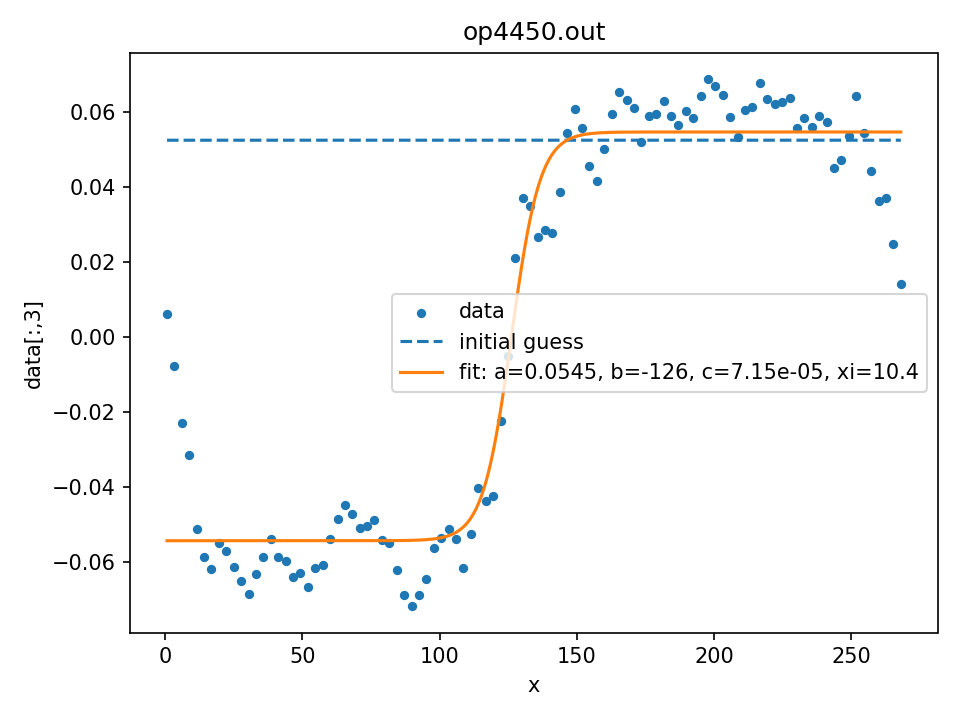 op4450.out
0.06
0.04
0.02
0.00
−0.02
−0.04
−0.06
data[:,3]
data
initial guess
fit: a=0.0545, b=-126, c=7.15e-05, xi=10.4
0 50 100 150 200 250
x